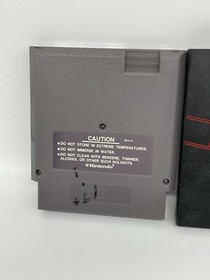 CAUTION
● DO NOT STORE IN EXTREME TEMPERATURES.
● DO NOT IMMERSE IN WATER.
● DO NOT CLEAN WITH BENZENE, THINNER,
ALCOHOL OR OTHER SUCH SOLVENTS.
Nintendo